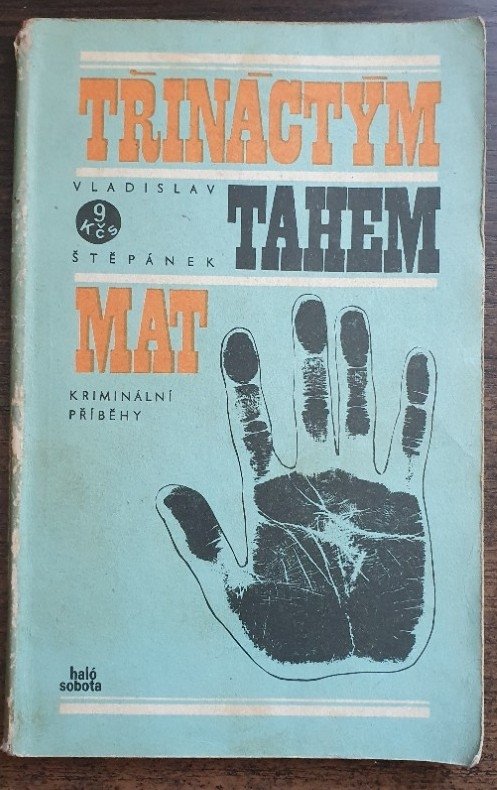 TŘINÁCTÝM
VLADISLAV
9
Kčs
ŠTĚPÁNEK
TAHEM
MAT
KRIMINÁLNÍ
PŘÍBĚHY
haló
sobota